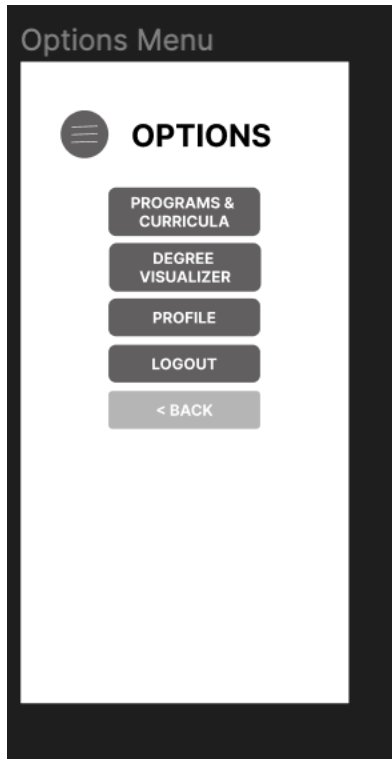 Options Menu
OPTIONS
PROGRAMS &
CURRICULA
DEGREE
VISUALIZER
PROFILE
LOGOUT
< BACK